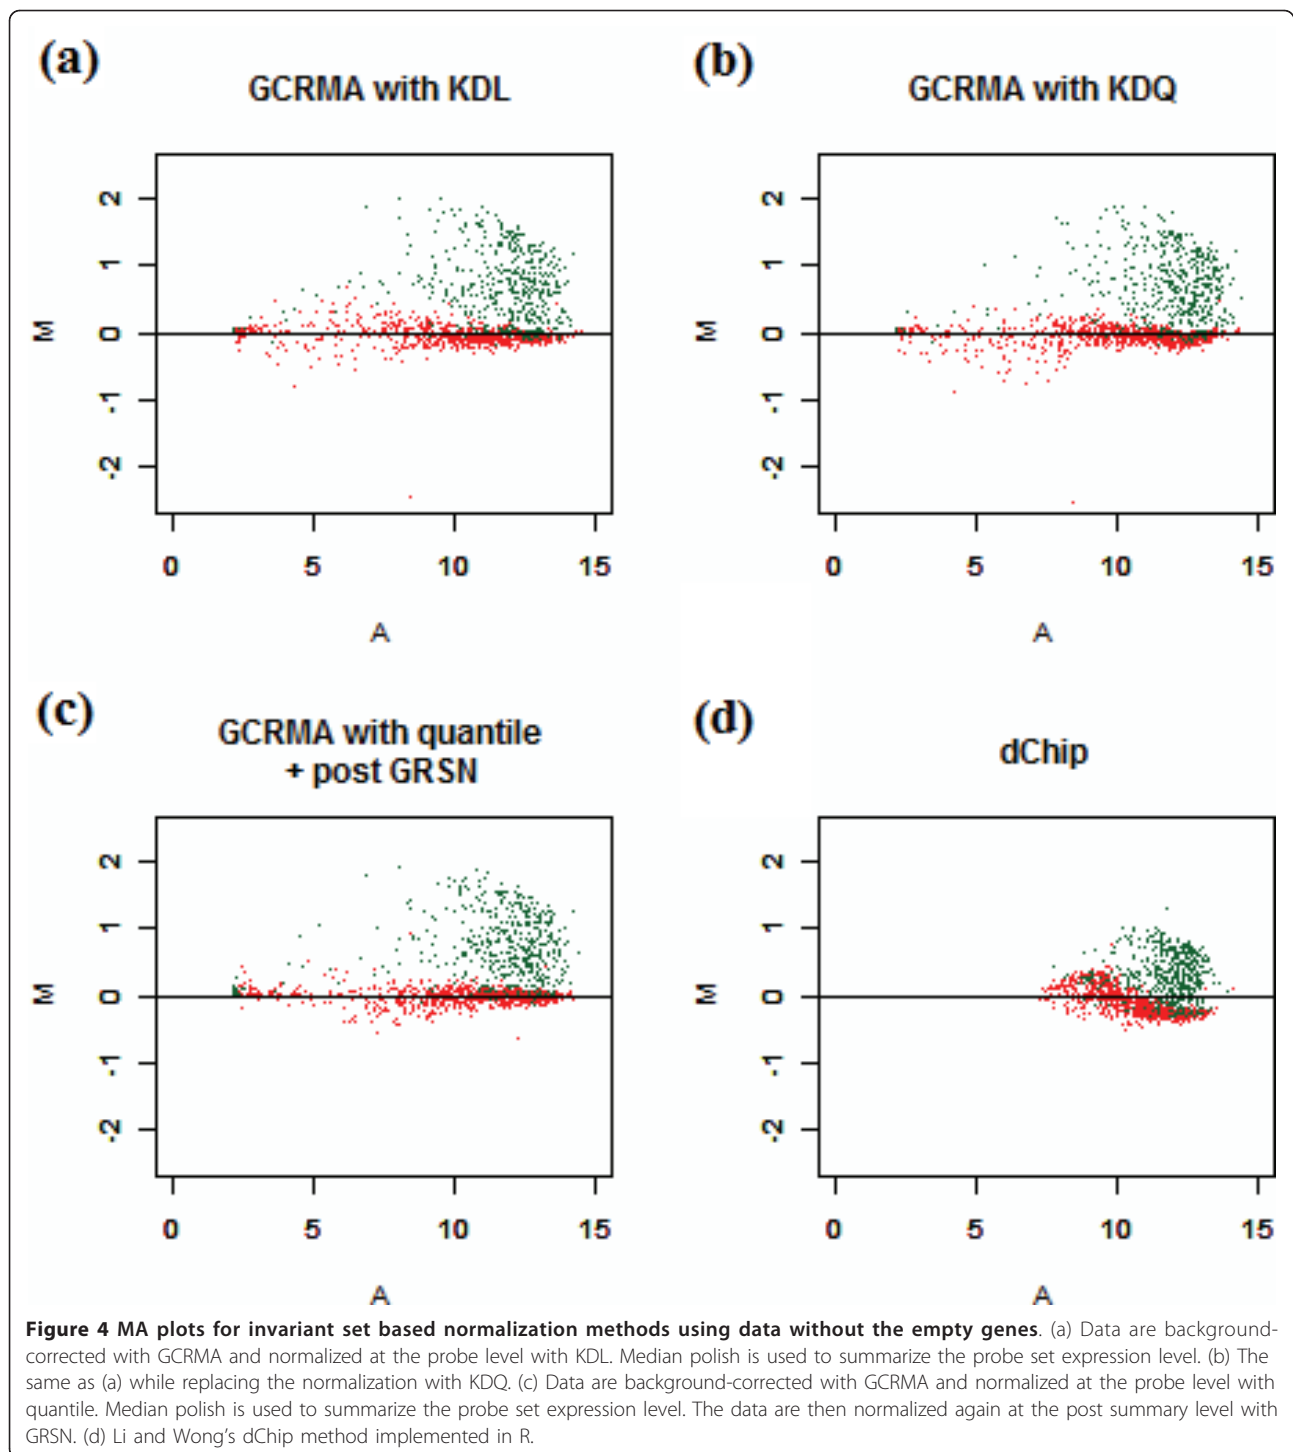 (a)
GCRMA with KDL
2
1
0
-1
-2
M
0 5 10 15
A
(b)
GCRMA with KDQ
2
1
0
-1
-2
M
0 5 10 15
A
(c)
GCRMA with quantile
+ post GRSN
2
1
0
-1
-2
M
0 5 10 15
A
(d)
dChip
2
1
0
-1
-2
M
0 5 10 15
A
Figure 4 MA plots for invariant set based normalization methods using data without the empty genes. (a) Data are background-
corrected with GCRMA and normalized at the probe level with KDL. Median polish is used to summarize the probe set expression level. (b) The
same as (a) while replacing the normalization with KDQ. (c) Data are background-corrected with GCRMA and normalized at the probe level with
quantile. Median polish is used to summarize the probe set expression level. The data are then normalized again at the post summary level with
GRSN. (d) Li and Wong's dChip method implemented in R.